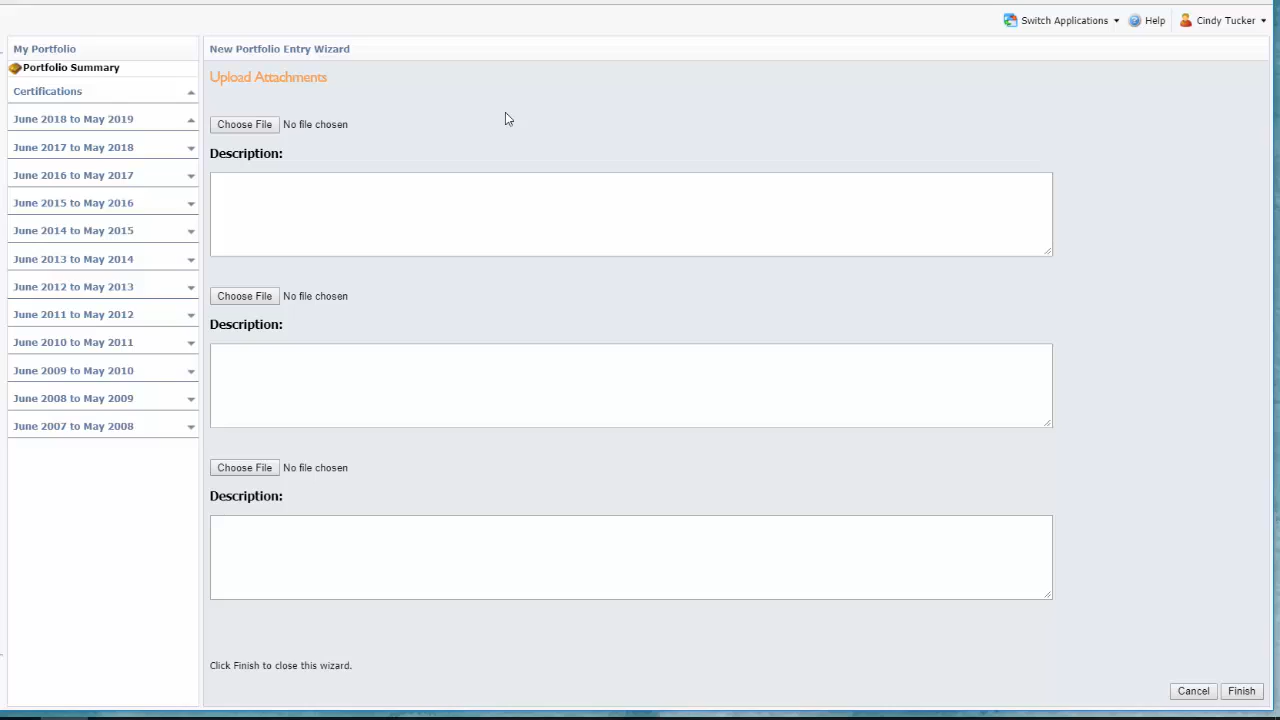 Switch Applications Help Cindy Tucker
My Portfolio
Portfolio Summary
Certifications
June 2018 to May 2019
June 2017 to May 2018
June 2016 to May 2017
June 2015 to May 2016
June 2014 to May 2015
June 2013 to May 2014
June 2012 to May 2013
June 2011 to May 2012
June 2010 to May 2011
June 2009 to May 2010
June 2008 to May 2009
June 2007 to May 2008
New Portfolio Entry Wizard
Upload Attachments
Choose File No file chosen
Description:
Choose File No file chosen
Description:
Choose File No file chosen
Description:
Click Finish to close this wizard.
Cancel Finish